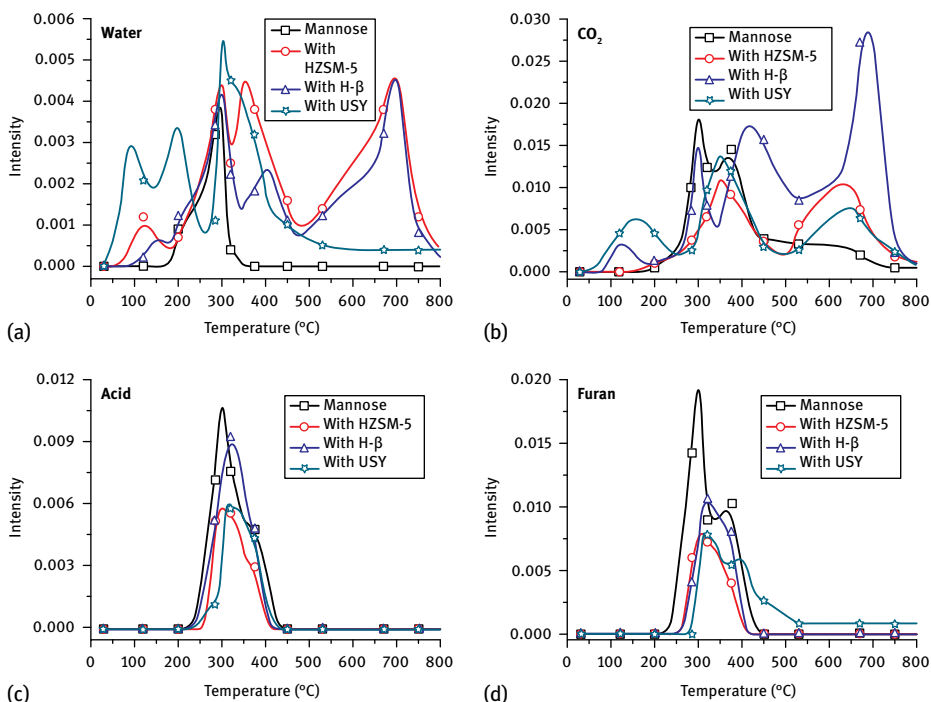 Water
Mannose
With
HZSM-5
With H-β
With USY
0.006
0.005
0.004
0.003
0.002
0.001
0.000
Intensity
0 100 200 300 400 500 600 700 800
Temperature (°C)
(a)
CO2
Mannose
With HZSM-5
With H-β
With USY
0.030
0.025
0.020
0.015
0.010
0.005
0.000
Intensity
0 100 200 300 400 500 600 700 800
Temperature (°C)
(b)
Acid
Mannose
With HZSM-5
With H-β
With USY
0.012
0.009
0.006
0.003
0.000
Intensity
0 100 200 300 400 500 600 700 800
Temperature (°C)
(c)
Furan
Mannose
With HZSM-5
With H-β
With USY
0.020
0.015
0.010
0.005
0.000
Intensity
0 100 200 300 400 500 600 700 800
Temperature (°C)
(d)